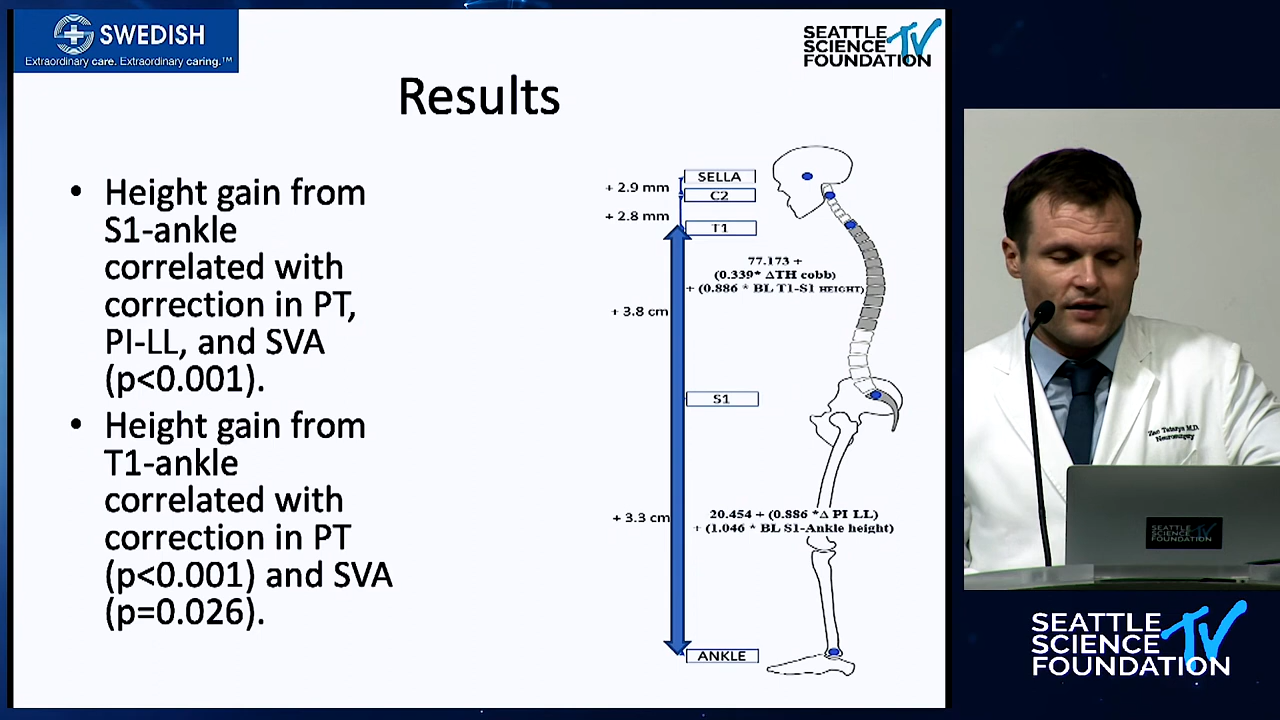 SWEDISH
Extraordinary care. Extraordinary caring.™
SEATTLE
SCIENCE TV
FOUNDATION
Results
• Height gain from
S1-ankle
correlated with
correction in PT,
PI-LL, and SVA
(p<0.001).
• Height gain from
T1-ankle
correlated with
correction in PT
(p<0.001) and SVA
(p=0.026).
+ 2.9 mm
SELLA
C2
+ 2.8 mm
T1
77.173 +
(0.339* ΔTH cobb)
+ (0.886 * BL T1-S1 HEIGHT)
+ 3.8 cm
S1
+ 3.3 cm
20.454 + (0.886 *Δ PI LL)
+ (1.046 * BL S1-Ankle height)
ANKLE
M.D.
Neurosurgery
SEATTLE
SCIENCE
FOUNDATION
SEATTLE
SCIENCE TV
FOUNDATION